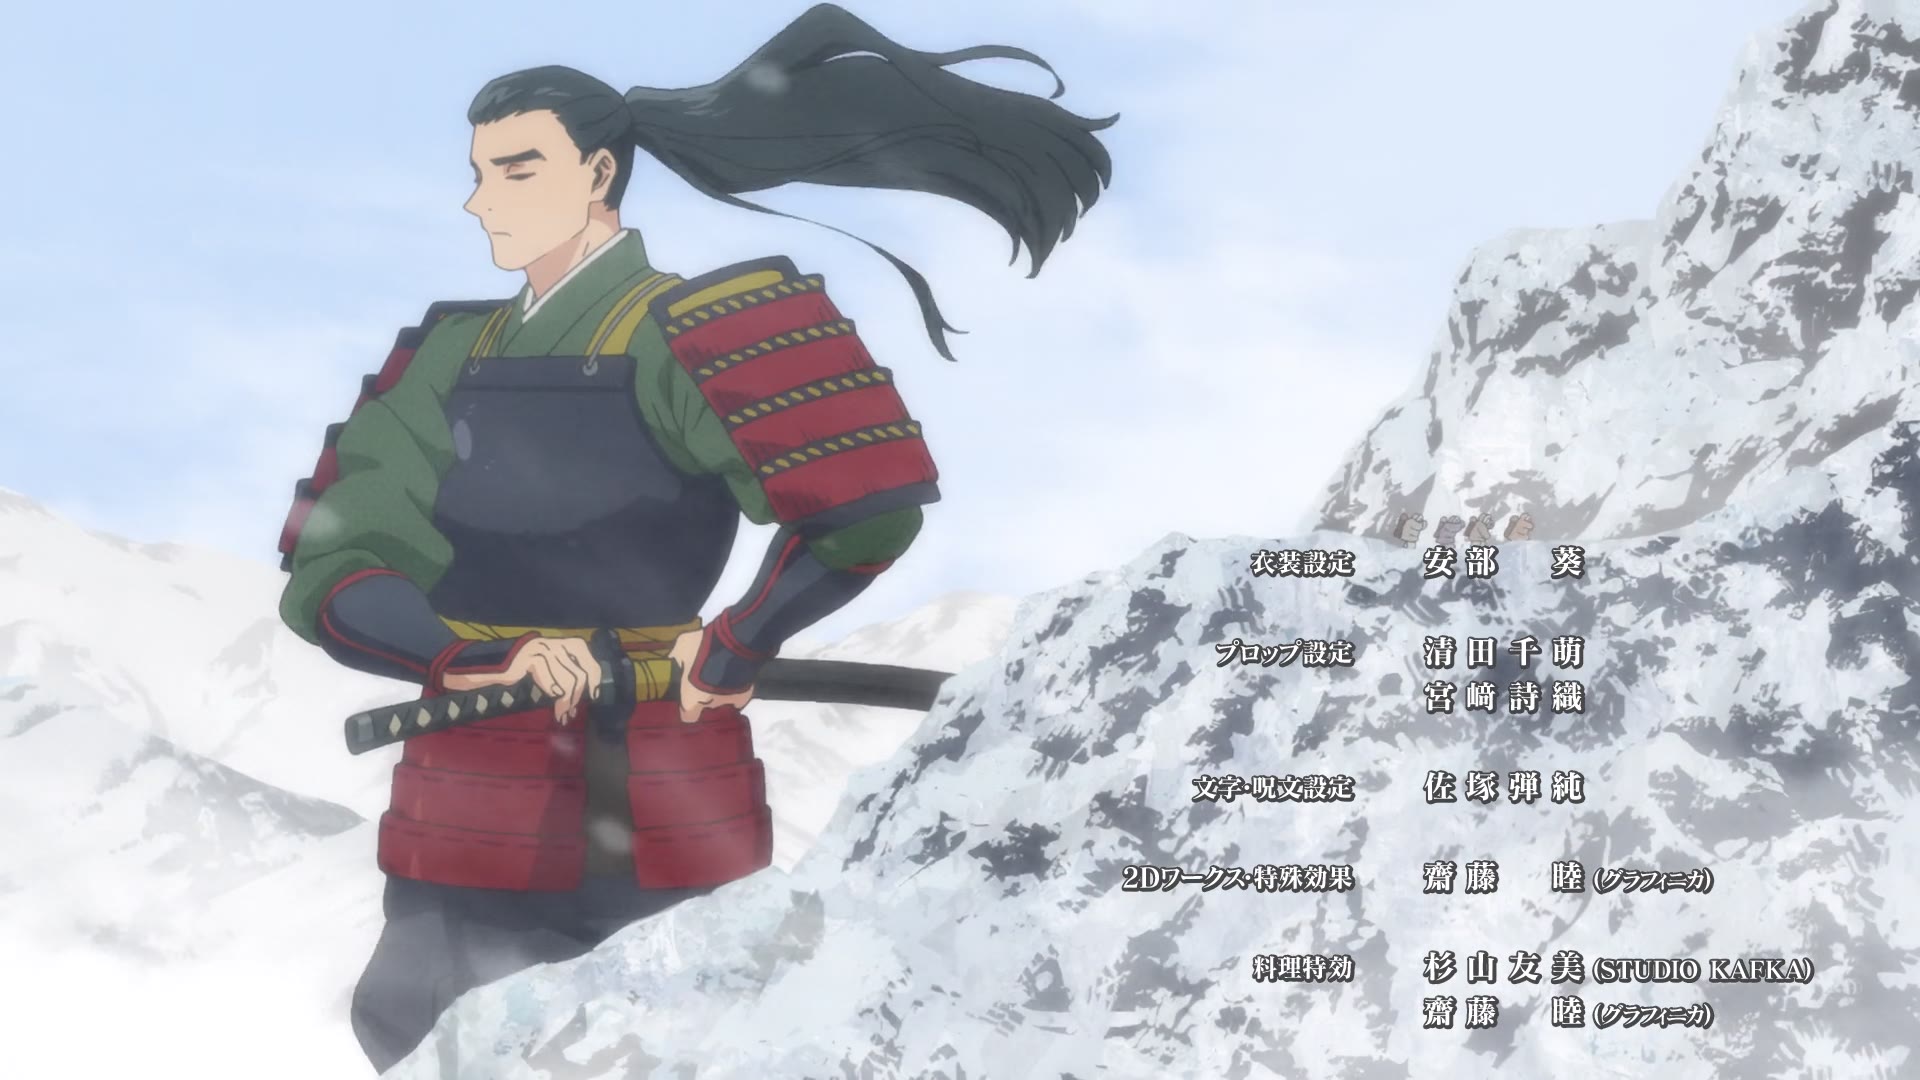 衣装設定 安部 葵
プロップ設定 清田千萌
宮﨑詩織
文字・呪文設定 佐塚弾純
2Dワークス・特殊効果 齋藤 睦(グラフィニカ)
料理特効 杉山友美(STUDIO KAFKA)
齋藤 睦(グラフィニカ)